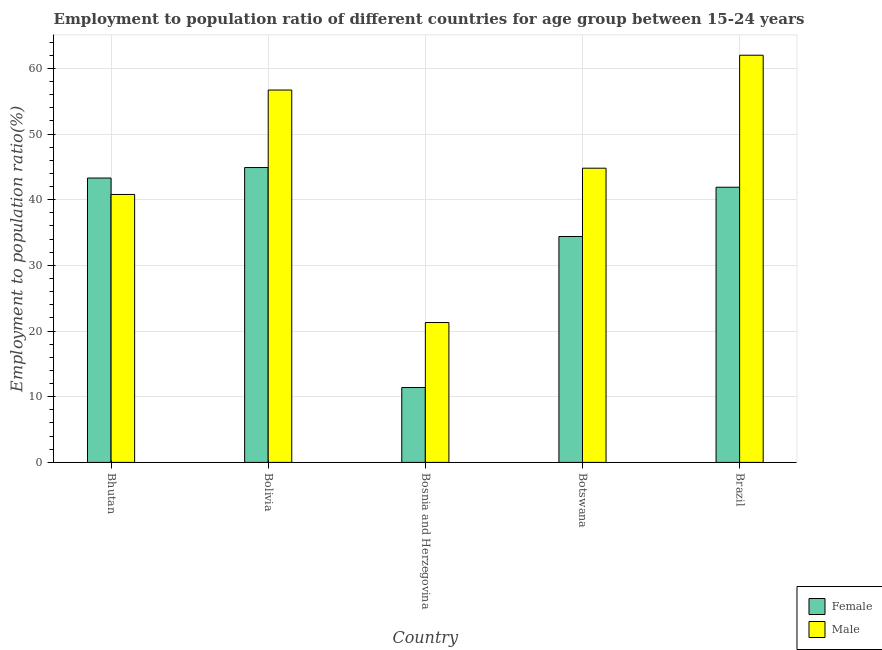 Employment to population ratio of different countries for age group between 15-24 years
Employment to population ratio(%)
60
50
40
30
20
10
0
Bhutan
Bolivia
Bosnia and Herzegovina
Botswana
Brazil
Country
Female
Male